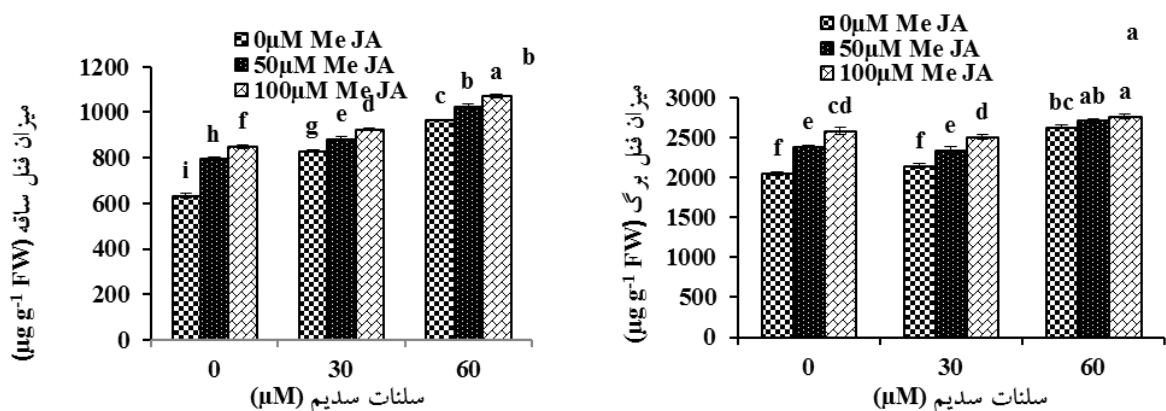 0µM Me JA
50µM Me JA
100µM Me JA
b
میزان فنل ساقه (µg g-1 FW)
1200
1000
800
600
400
200
0
i
h
f
g
e
d
c
b
a
0
30
60
سلنات سدیم (µM)
0µM Me JA
50µM Me JA
100µM Me JA
a
میزان فنل برگ (µg g-1 FW)
3000
2500
2000
1500
1000
500
0
f
e
cd
f
e
d
bc
ab
a
0
30
60
سلنات سدیم (µM)